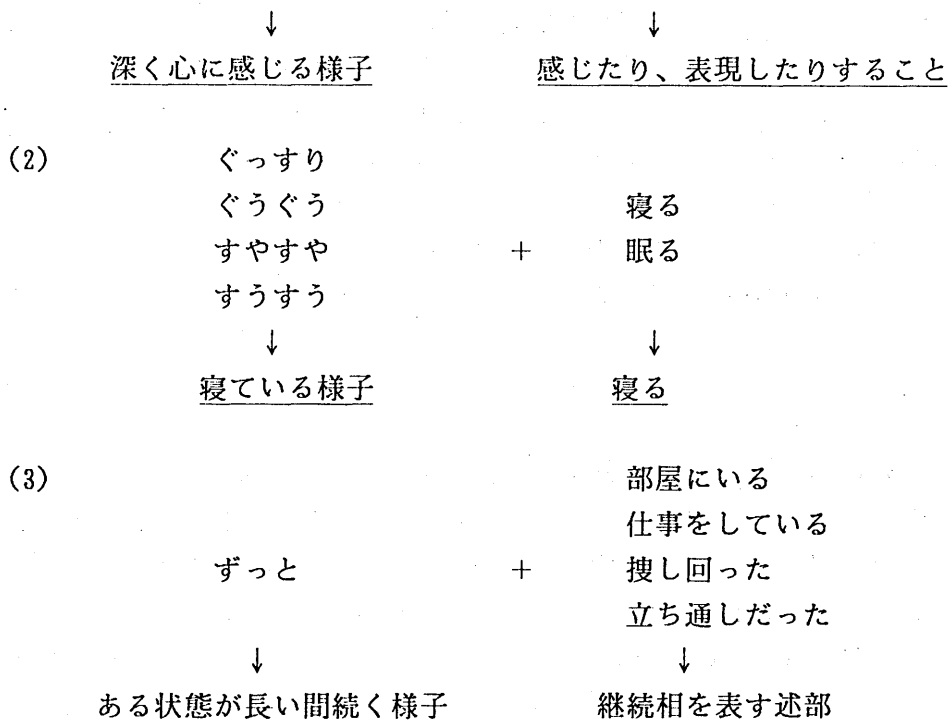 ↓ ↓
深く心に感じる様子 感じたり、表現したりすること
(2) ぐっすり
ぐうぐう 寝る
すやすや + 眠る
すうすう
↓ ↓
寝ている様子 寝る
(3) 部屋にいる
仕事をしている
ずっと + 捜し回った
立ち通しだった
↓ ↓
ある状態が長い間続く様子 継続相を表す述部